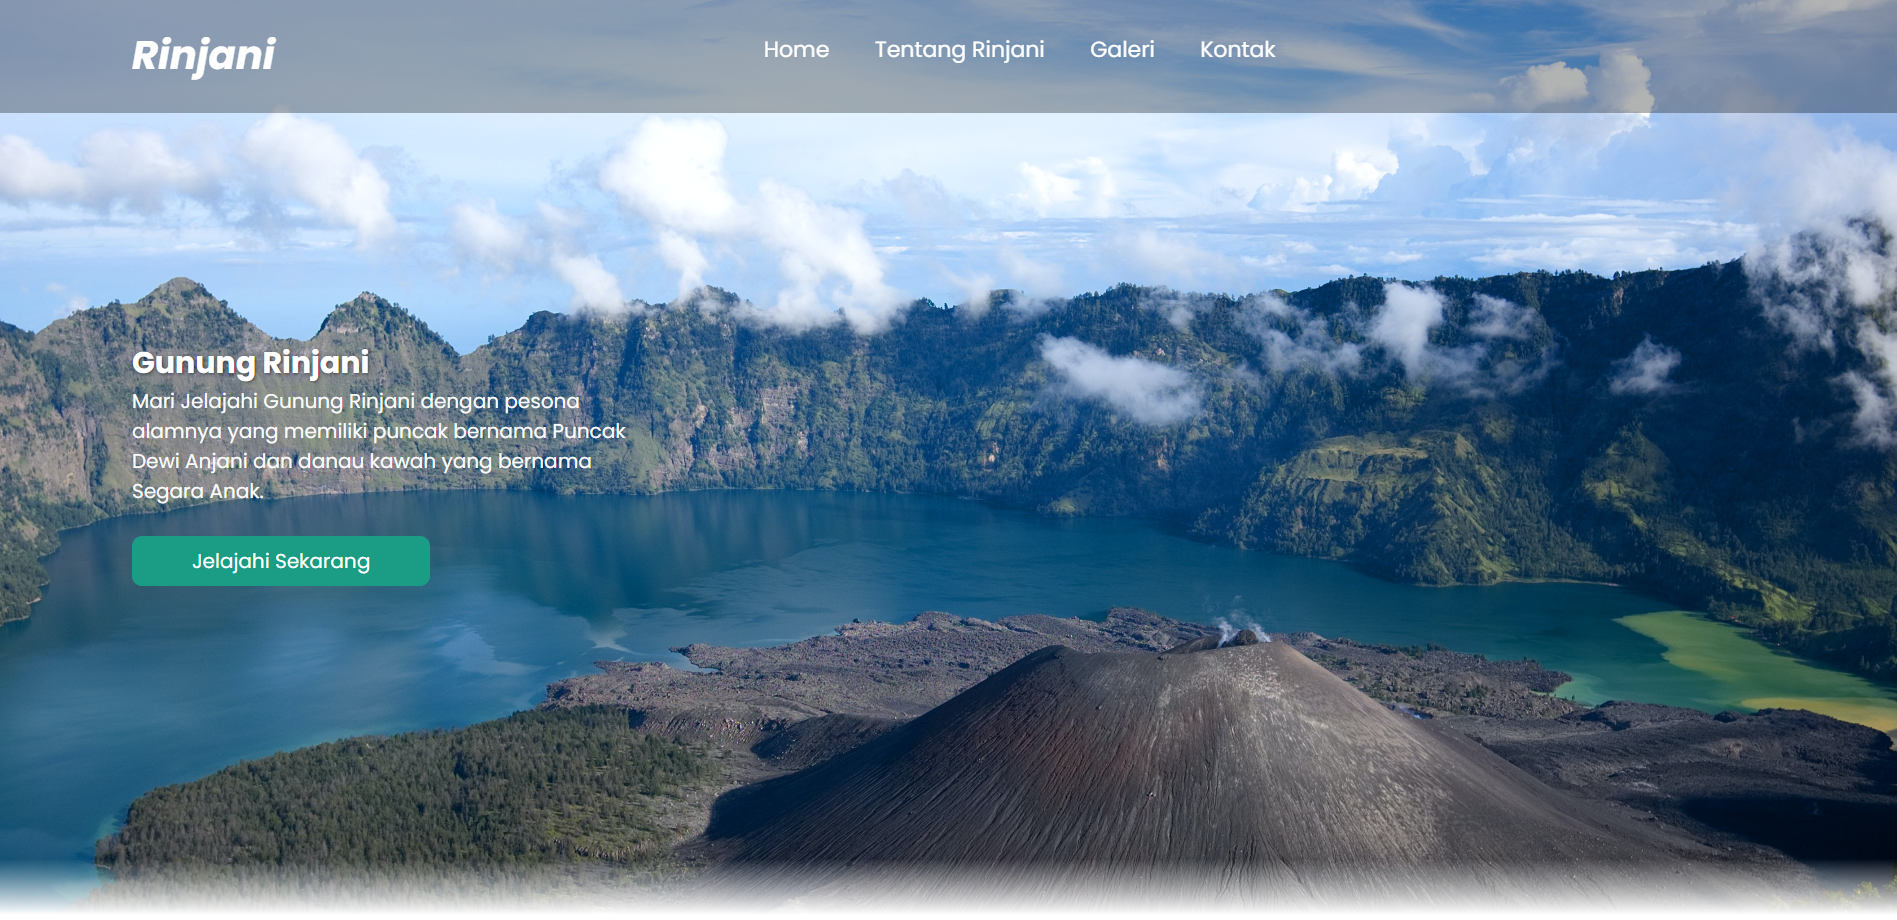 Rinjani
Home Tentang Rinjani Galeri Kontak
Gunung Rinjani
Mari Jelajahi Gunung Rinjani dengan pesona
alamnya yang memiliki puncak bernama Puncak
Dewi Anjani dan danau kawah yang bernama
Segara Anak.
Jelajahi Sekarang